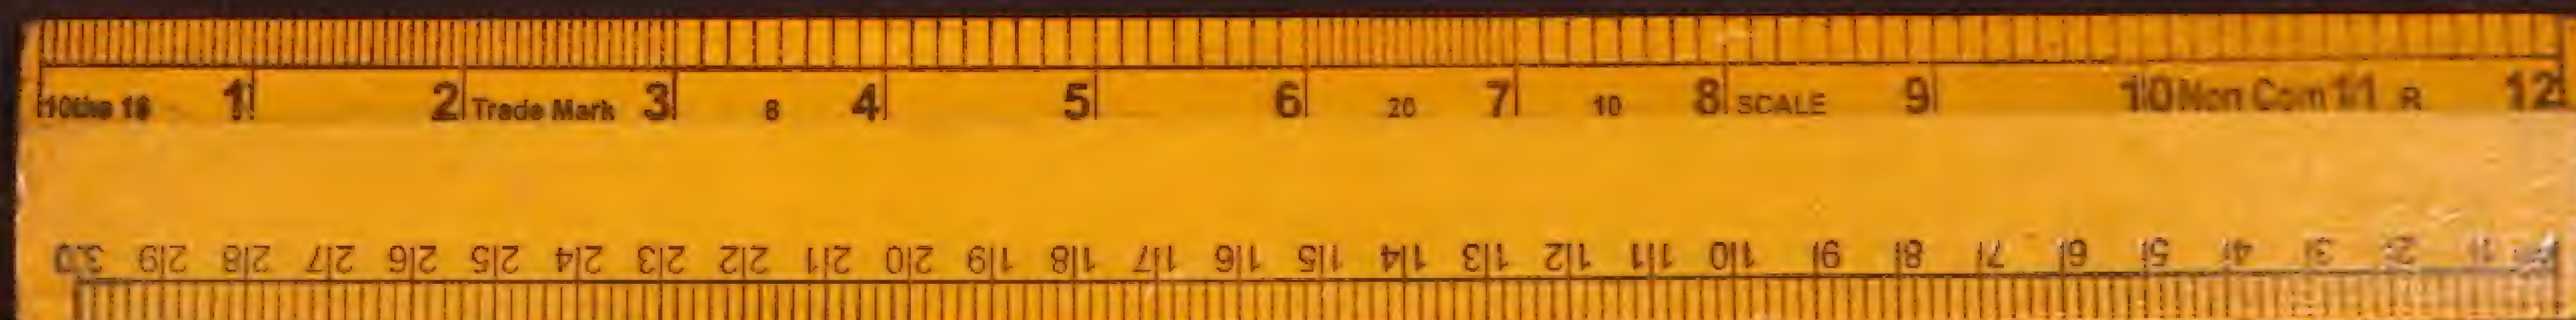 10ths 16 1 2 Trade Mark 3 8 4 5 6 20 7 10 8 SCALE 9 10 Non Com 11 R 12
30 29 28 27 26 25 24 23 22 21 20 19 18 17 16 15 14 13 12 11 10 9 8 7 6 5 4 3 2 1